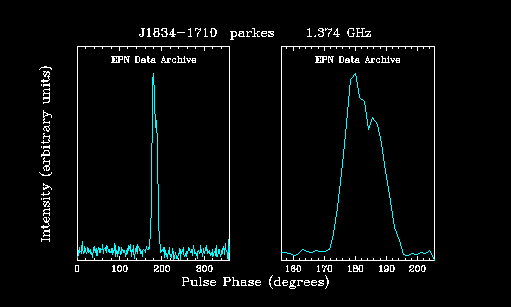 J1834-1710 parkes 1.374 GHz
EPN Data Archive EPN Data Archive
Intensity (arbitrary units)
0 100 200 300 160 170 180 190 200
Pulse Phase (degrees)